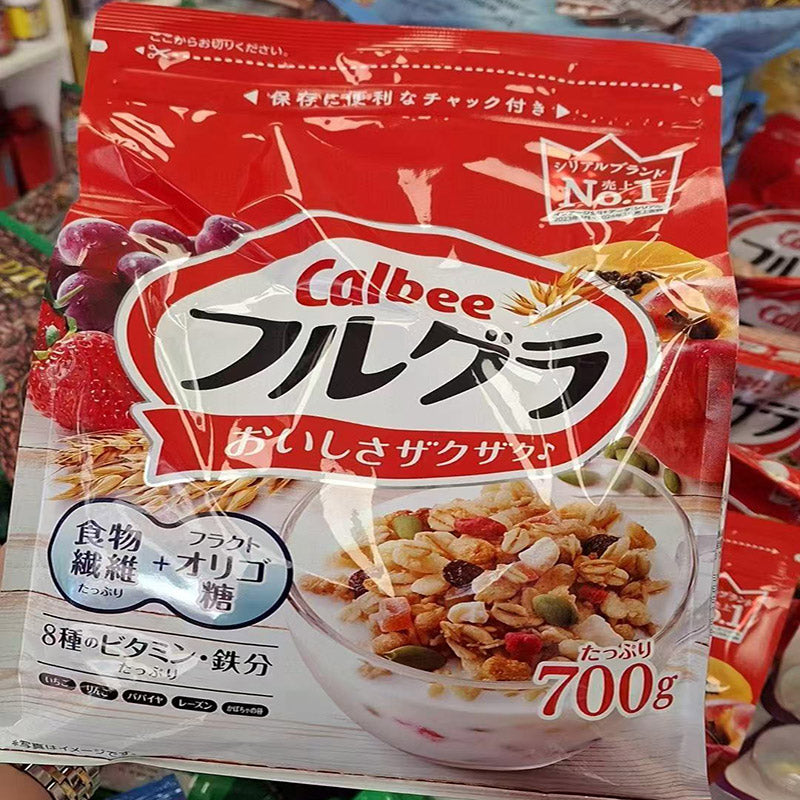 ここからお切りください。
保存に便利なチャック付き
シリアルブランド
売上
No.1
Calbee
フルグラ
おいしさザクザク♪
食物
繊維
たっぷり
+
フラクト
オリゴ
糖
8種のビタミン・鉄分
たっぷり
いちご りんご パパイヤ レーズン かぼちゃの種
たっぷり
700g
※写真はイメージです。
フル
グラ